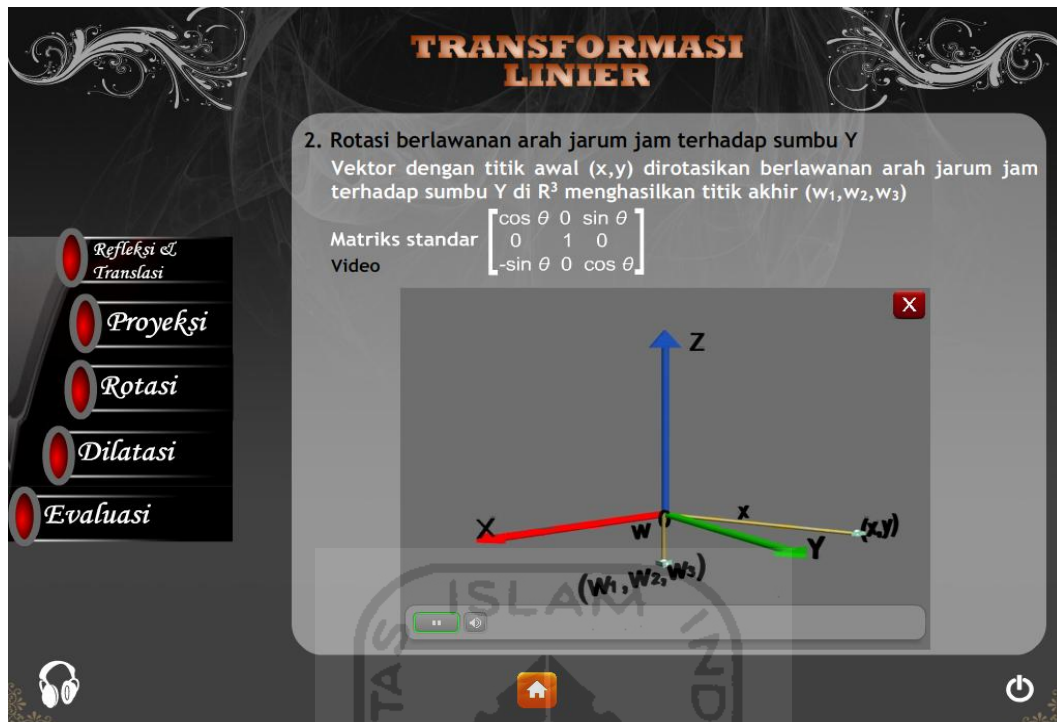 TRANSFORMASI
LINIER
2. Rotasi berlawanan arah jarum jam terhadap sumbu Y
Vektor dengan titik awal (x,y) dirotasikan berlawanan arah jarum jam
terhadap sumbu Y di R³ menghasilkan titik akhir (w₁,w₂,w₃)
Matriks standar
cos θ 0 sin θ
0 1 0
-sin θ 0 cos θ
Video
Refleksi &
Translasi
Proyeksi
Rotasi
Dilatasi
Evaluasi
X
Z
X
W
x
(x,y)
Y
(W₁,W₂,W₃)
ISLAM
TAS
IND